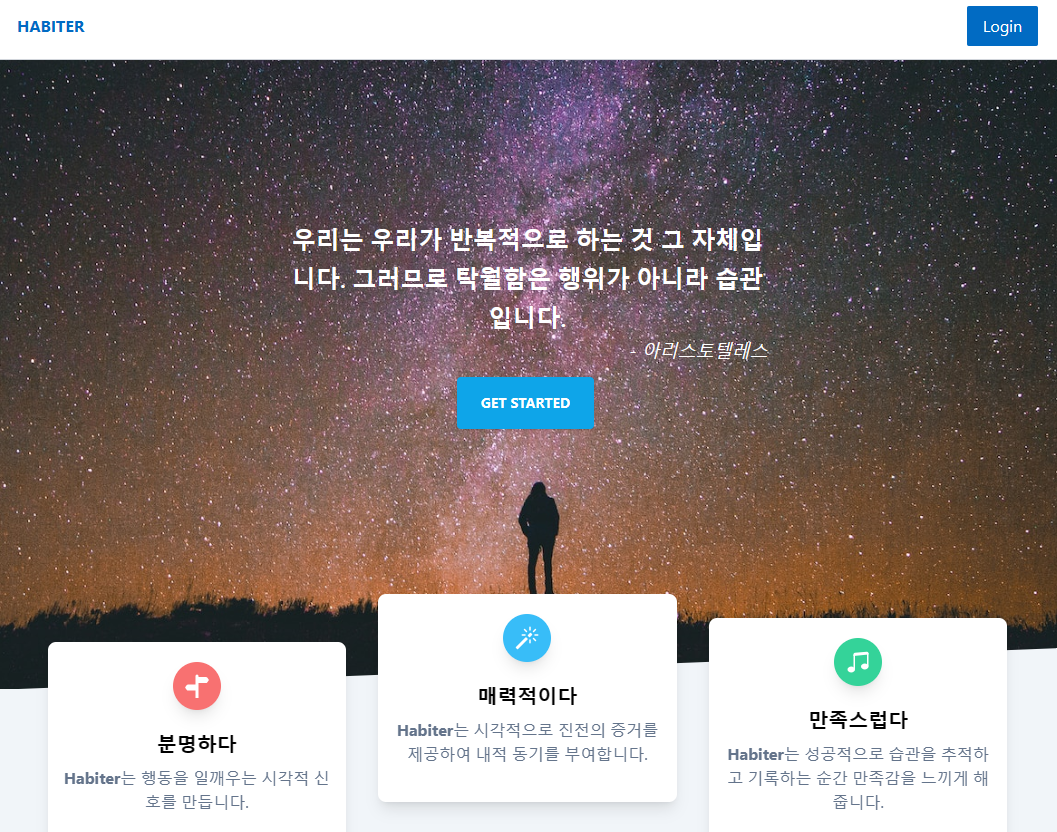 HABITER
Login
우리는 우라가 반복적으로 하는 것 그 자체입
니다. 그러므로 탁월함은 행위가 아니라 습관
입니다.
- 아리스토텔레스
GET STARTED
분명하다
Habiter는 행동을 일깨우는 시각적 신
호를 만듭니다.
매력적이다
Habiter는 시각적으로 진전의 증거를
제공하여 내적 동기를 부여합니다.
만족스럽다
Habiter는 성공적으로 습관을 추적하
고 기록하는 순간 만족감을 느끼게 해
줍니다.